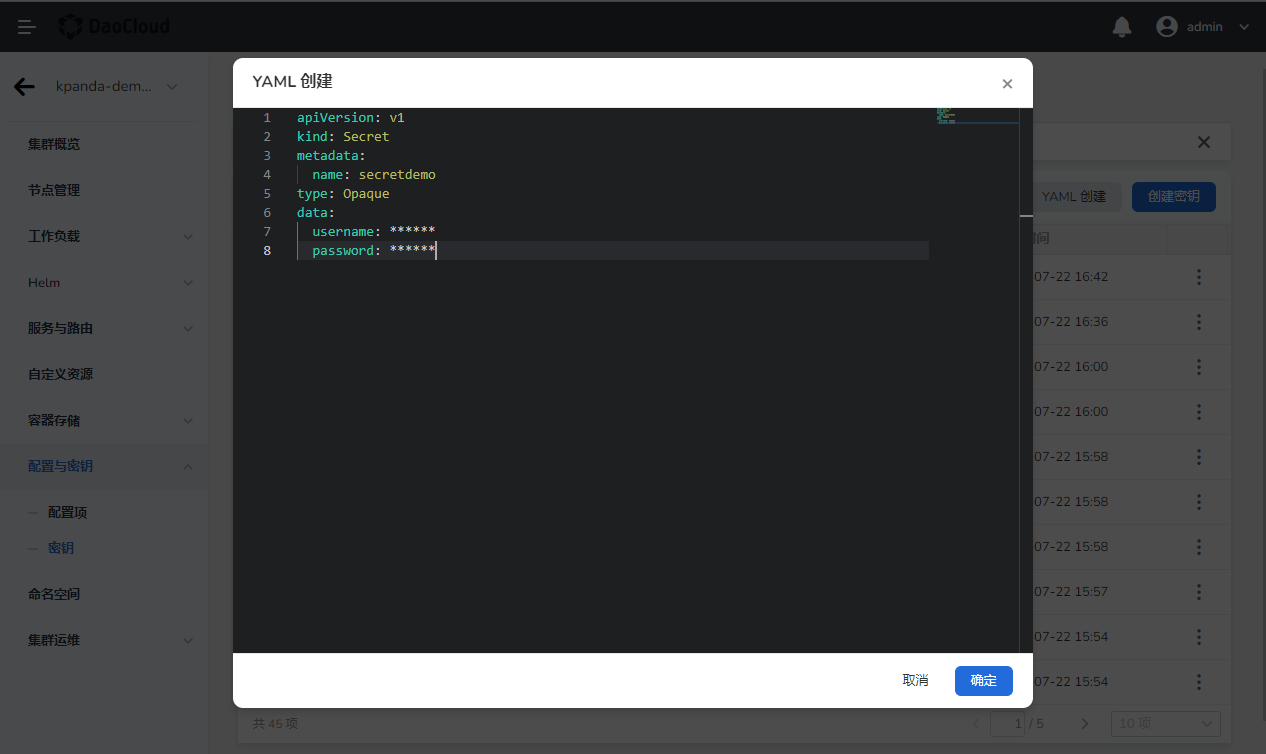 DaoCloud
admin
kpanda-dem...
集群概览
节点管理
工作负载
Helm
服务与路由
自定义资源
容器存储
配置与密钥
配置项
密钥
命名空间
集群运维
YAML 创建
1 apiVersion: v1
2 kind: Secret
3 metadata:
4 name: secretdemo
5 type: Opaque
6 data:
7 username: ******
8 password: ******
取消 确定
YAML 创建 创建密钥
间
07-22 16:42
07-22 16:36
07-22 16:00
07-22 16:00
07-22 15:58
07-22 15:58
07-22 15:58
07-22 15:57
07-22 15:54
07-22 15:54
共 45 项 1 / 5 10 项